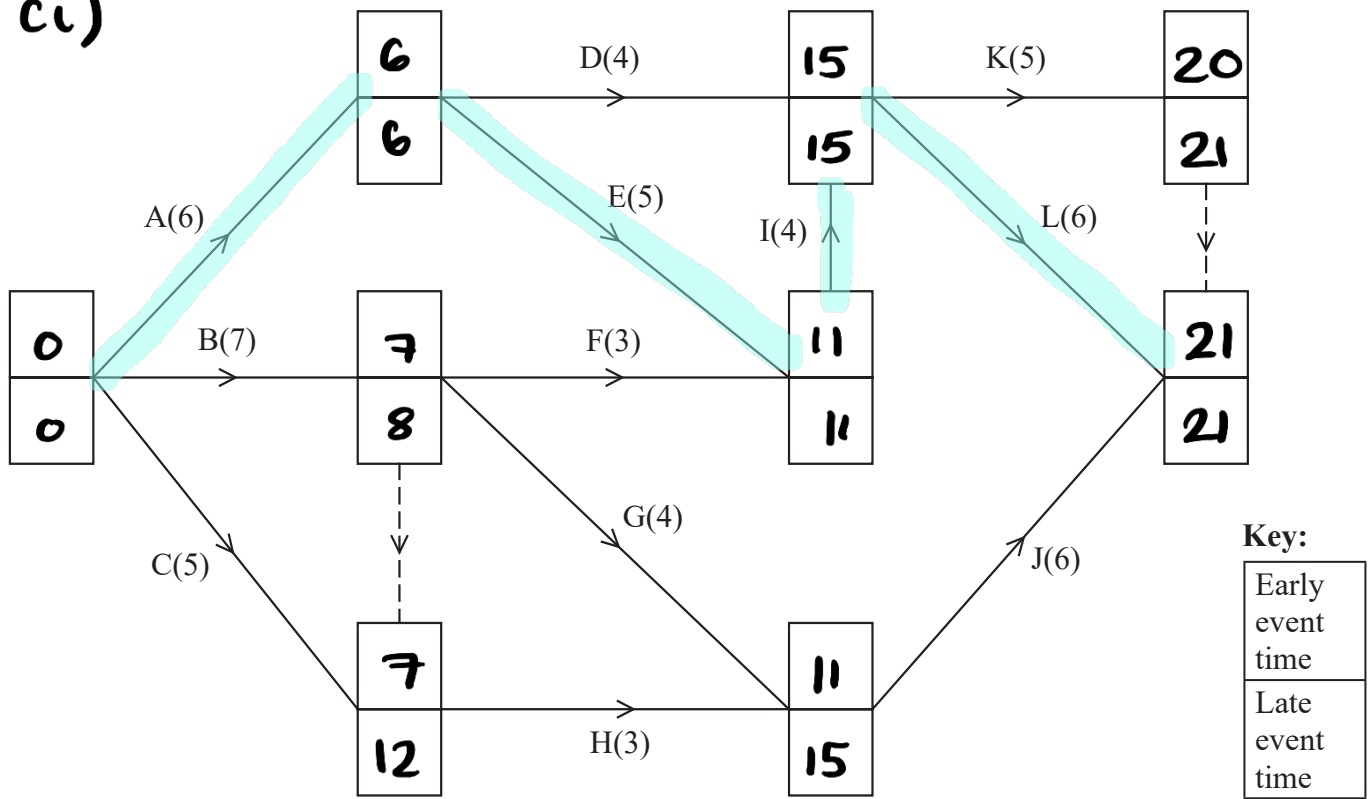 ci)
6
6
D(4)
15
15
K(5)
20
21
A(6)
E(5)
I(4)
L(6)
0
0
B(7)
7
8
F(3)
11
11
21
21
C(5)
G(4)
J(6)
7
12
H(3)
11
15
Key:
Early
event
time
Late
event
time